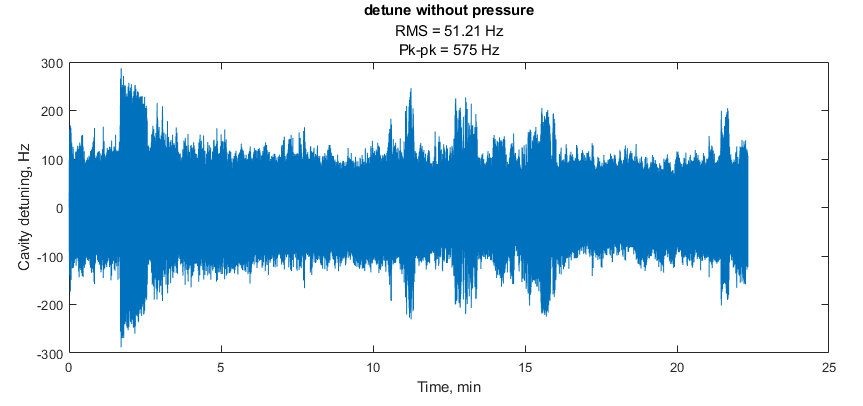 detune without pressure
RMS = 51.21 Hz
Pk-pk = 575 Hz
300
200
100
0
-100
-200
-300
Cavity detuning, Hz
0 5 10 15 20 25
Time, min